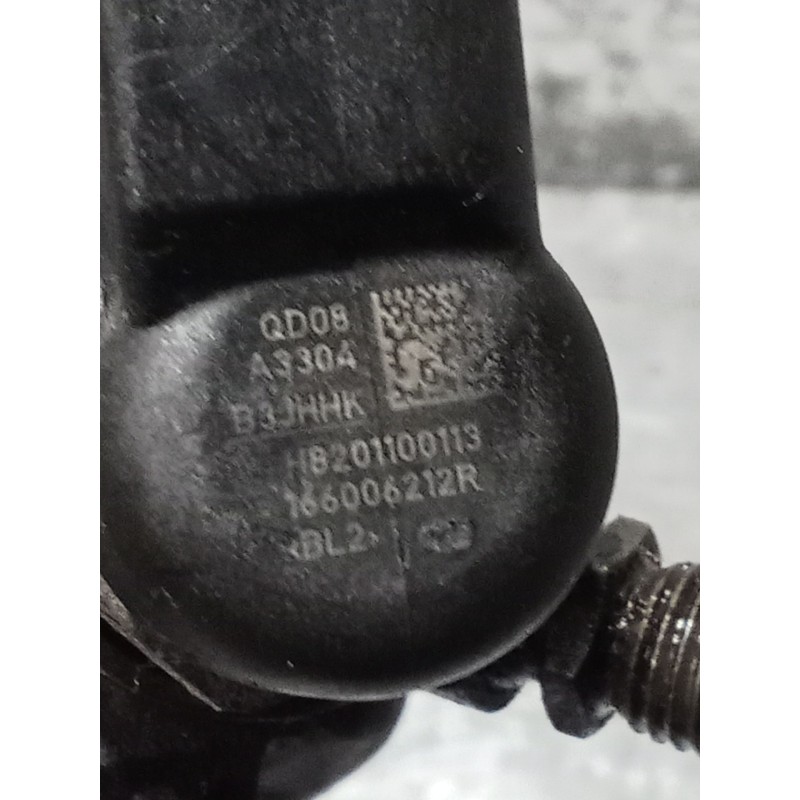 QD08
A3304
B3JHHK
H8201100113
166006212R
<BL2>